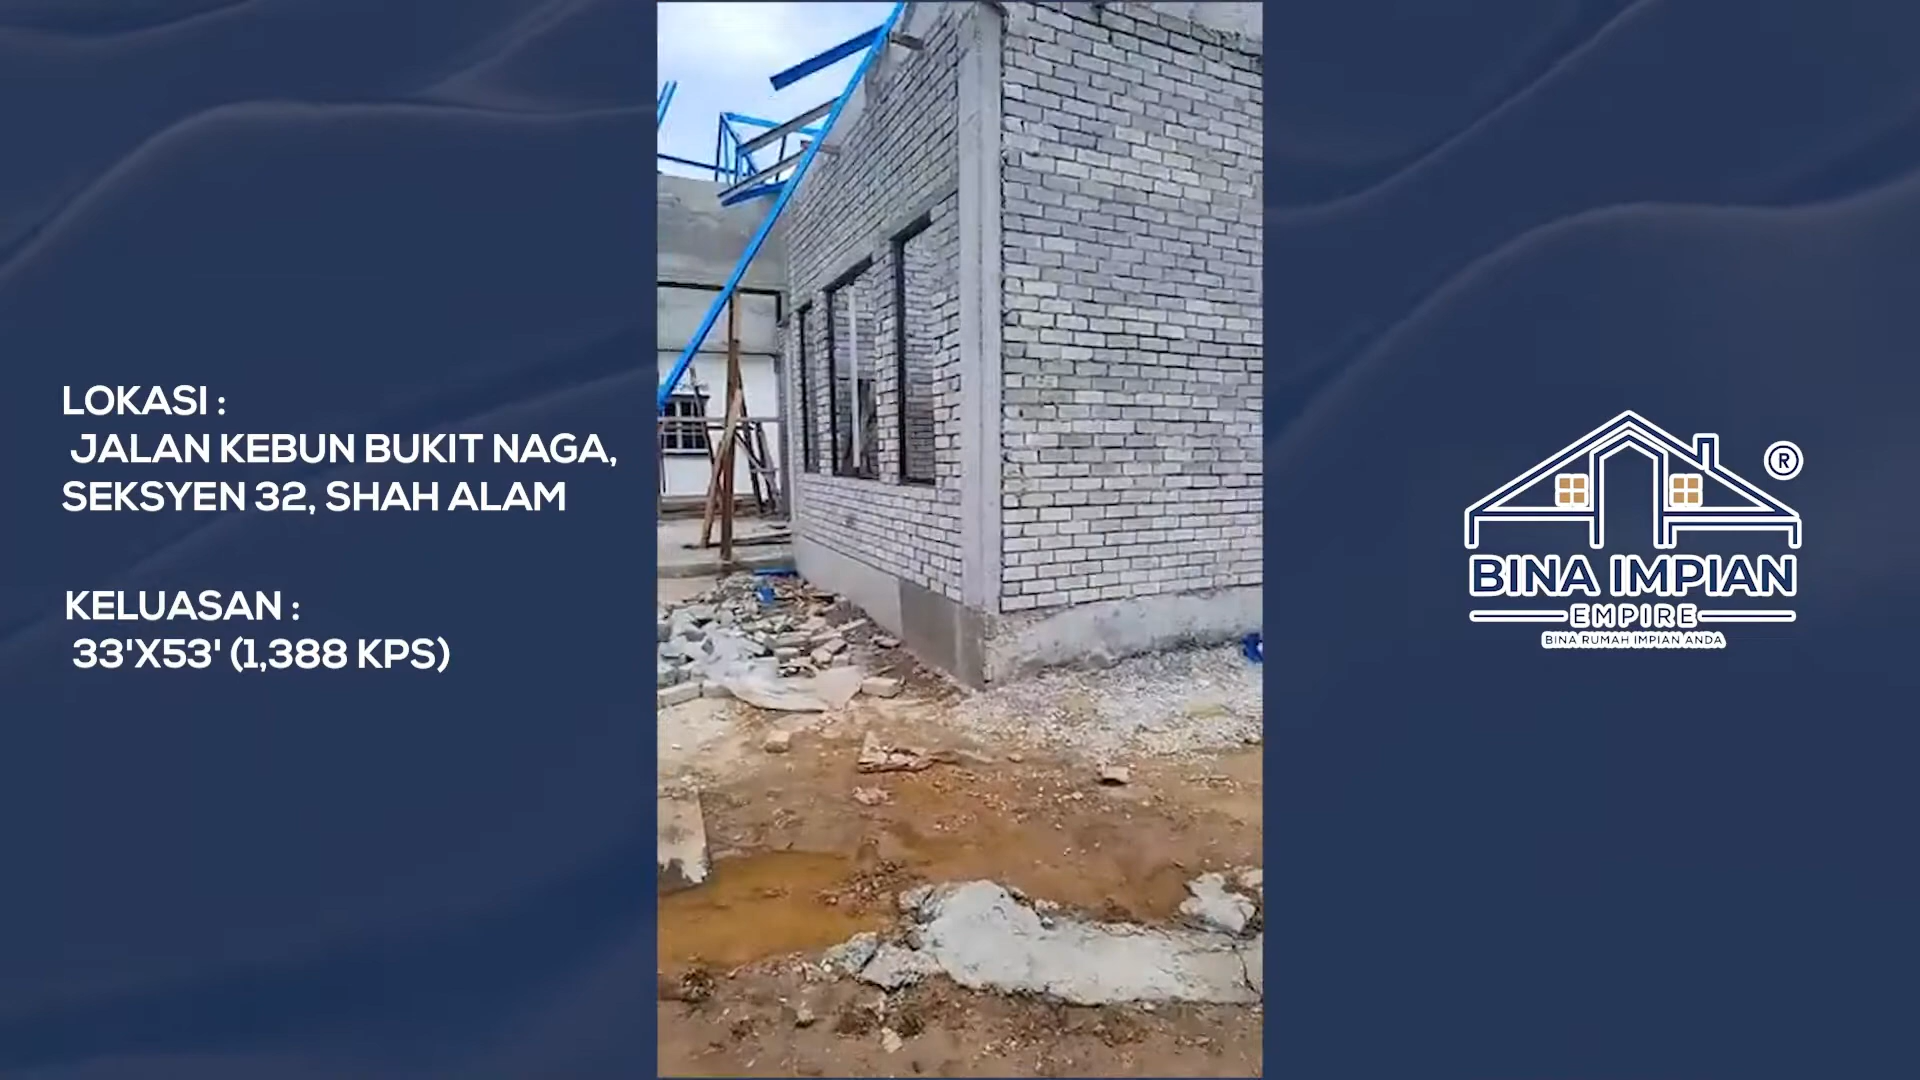 LOKASI :
JALAN KEBUN BUKIT NAGA,
SEKSYEN 32, SHAH ALAM
KELUASAN :
33'X53' (1,388 KPS)
®
BINA IMPIAN
EMPIRE
BINA RUMAH IMPIAN ANDA